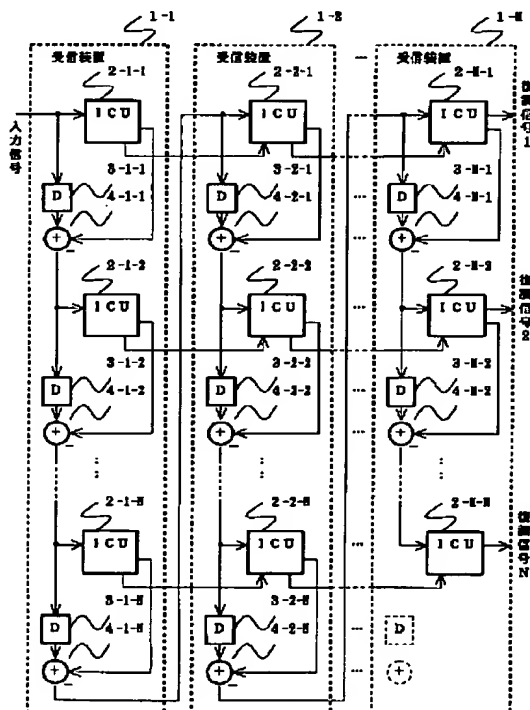 1-1
1-2
1-M
受信装置
受信装置
…
受信装置
2-1-1
2-2-1
2-M-1
ICU
ICU
ICU
入力信号
復調信号1
3-1-1
3-2-1
3-M-1
D
4-1-1
D
4-2-1
…
D
4-M-1
+
−
+
−
…
+
−
2-1-2
2-2-2
2-M-2
ICU
ICU
ICU
復調信号2
3-1-2
3-2-2
3-M-2
D
4-1-2
D
4-2-2
…
D
4-M-2
+
−
+
−
…
+
−
2-1-N
2-2-N
2-M-N
ICU
ICU
ICU
復調信号N
3-1-N
3-2-N
D
4-1-N
D
4-2-N
…
D
+
−
+
−
…
+